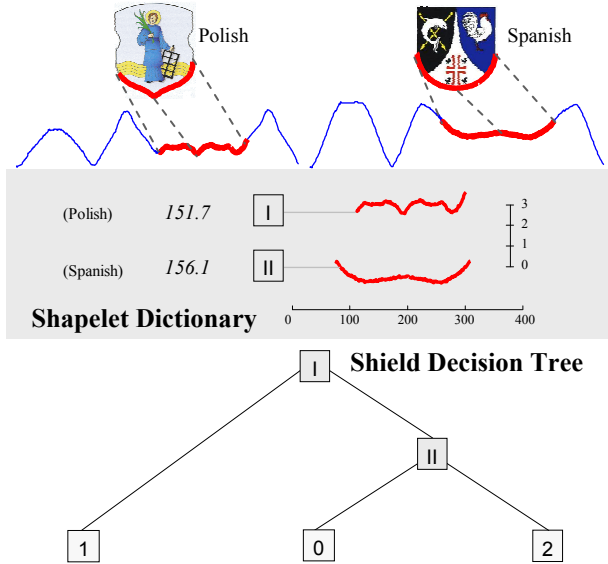 Polish
Spanish
(Polish) 151.7 I
(Spanish) 156.1 II
3
2
1
0
Shapelet Dictionary
0 100 200 300 400
Shield Decision Tree
I
II
1 0 2